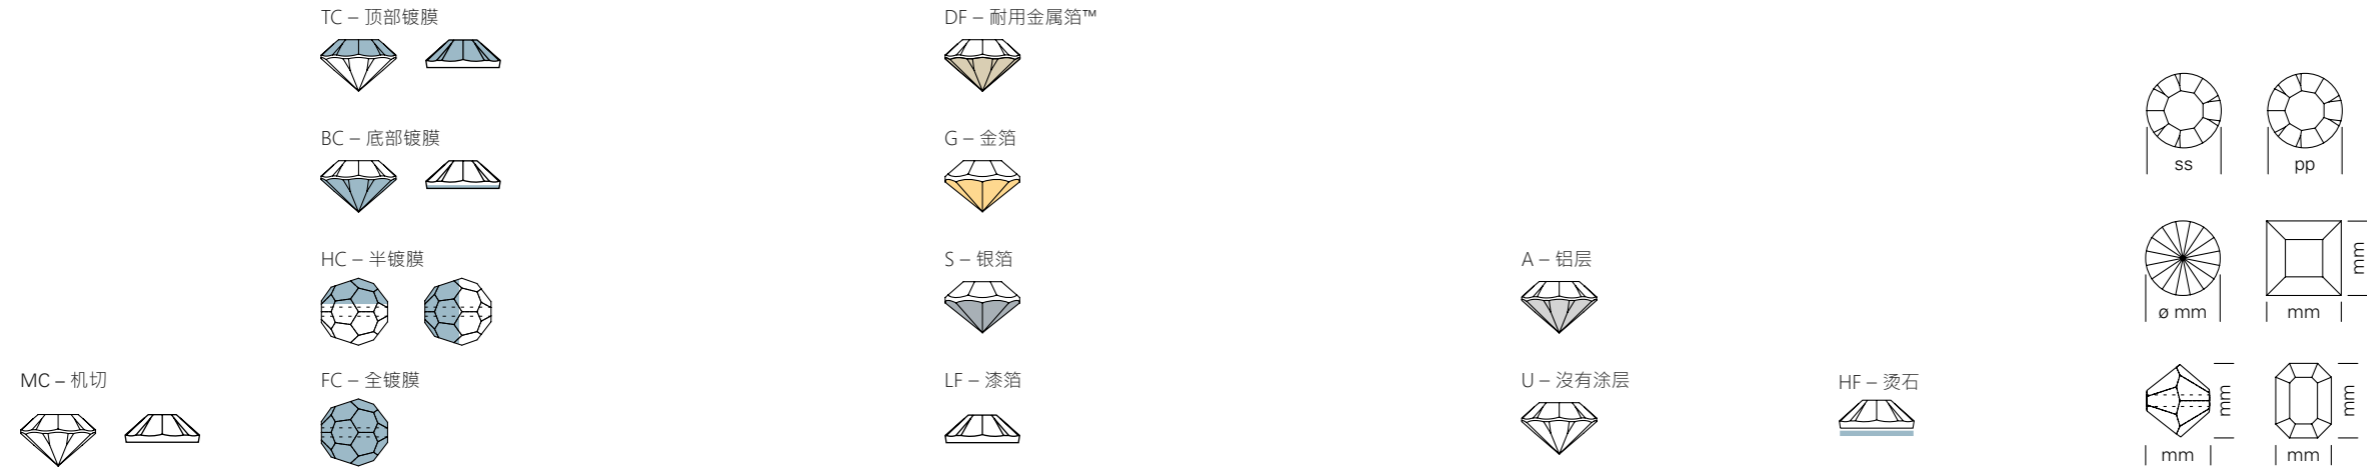 TC – 顶部镀膜
DF – 耐用金属箔™
BC – 底部镀膜
G – 金箔
ss
pp
HC – 半镀膜
S – 银箔
A – 铝层
mm
ø mm
mm
MC – 机切
FC – 全镀膜
LF – 漆箔
U – 沒有涂层
HF – 烫石
mm
mm
mm
mm